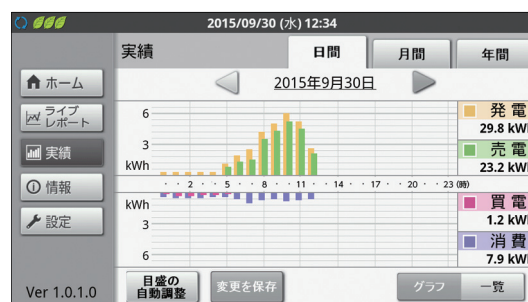 2015/09/30 (水) 12:34
実績
日間
月間
年間
ホーム
ライブ
レポート
実績
情報
設定
Ver 1.0.1.0
2015年9月30日
6
3
kWh
2 5 8 11 14 17 20 23 (時)
kWh
3
6
発電
29.8 kW
売電
23.2 kW
買電
1.2 kW
消費
7.9 kW
目盛の
自動調整
変更を保存
グラフ
一覧